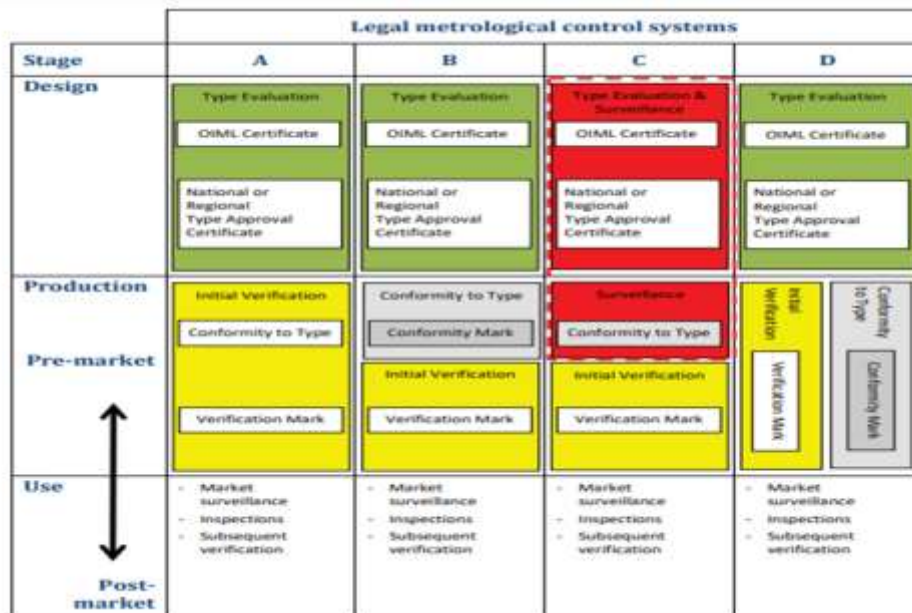 Legal metrological control systems
Stage
A
B
C
D
Design
Type Evaluation
OIML Certificate
National or
Regional
Type Approval
Certificate
Type Evaluation
OIML Certificate
National or
Regional
Type Approval
Certificate
Type Evaluation &
Surveillance
OIML Certificate
National or
Regional
Type Approval
Certificate
Type Evaluation
OIML Certificate
National or
Regional
Type Approval
Certificate
Production
Pre-market
Initial Verification
Conformity to Type
Verification Mark
Conformity to Type
Conformity Mark
Initial Verification
Verification Mark
Surveillance
Conformity to Type
Initial Verification
Verification Mark
Initial
Verification
Verification Mark
Conformity
to Type
Conformity Mark
Use
Post-
market
- Market
surveillance
- Inspections
- Subsequent
verification
- Market
surveillance
- Inspections
- Subsequent
verification
- Market
surveillance
- Inspections
- Subsequent
verification
- Market
surveillance
- Inspections
- Subsequent
verification